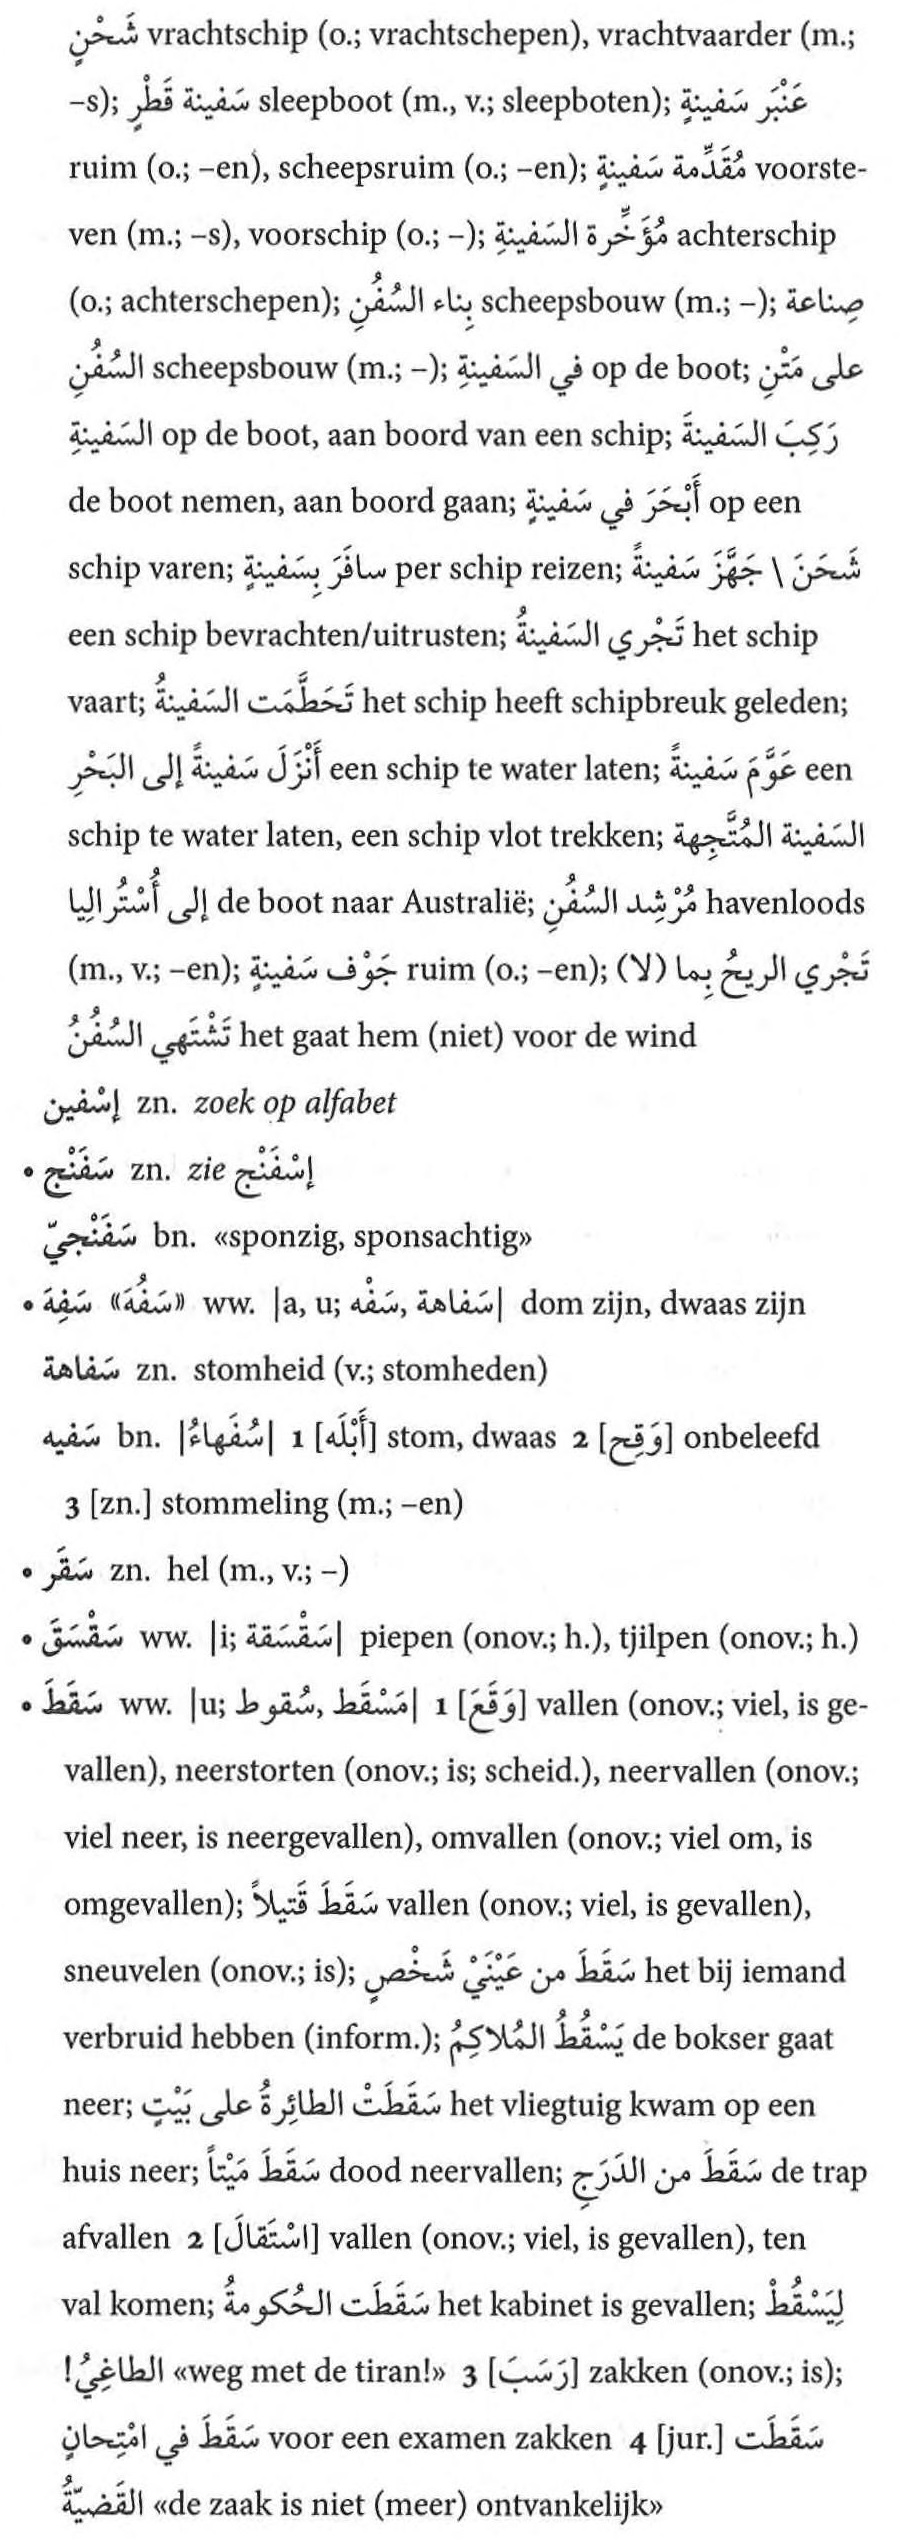 شَحْنٍ vrachtschip (o.; vrachtschepen), vrachtvaarder (m.;
–s); سَفينة قَطْرٍ sleepboot (m., v.; sleepboten); عَنْبَر سَفينةٍ
ruim (o.; –en), scheepsruim (o.; –en); مُقَدِّمة سَفينةٍ voorste-
ven (m.; –s), voorschip (o.; –); مُؤَخِّرة السَفينةِ achterschip
(o.; achterschepen); بِناء السُفُنِ scheepsbouw (m.; –); صِناعة
السُفُنِ scheepsbouw (m.; –); في السَفينةِ op de boot; على مَتْنِ
السَفينةِ op de boot, aan boord van een schip; رَكِبَ السَفينةَ
de boot nemen, aan boord gaan; أَبْحَرَ في سَفينةٍ op een
schip varen; سافَرَ بِسَفينةٍ per schip reizen; شَحَنَ \ جَهَّزَ سَفينةً
een schip bevrachten/uitrusten; تَجْري السَفينةُ het schip
vaart; تَحَطَّمَت السَفينةُ het schip heeft schipbreuk geleden;
أَنْزَلَ سَفينةً إلى البَحْرِ een schip te water laten; عَوَّمَ سَفينةً een
schip te water laten, een schip vlot trekken; السَفينة المُتَّجِهة
إلى أُسْتُراليا de boot naar Australië; مُرْشِد السُفُنِ havenloods
(m., v.; –en); جَوْف سَفينةٍ ruim (o.; –en); تَجْري الريحُ بِما (لا)
تَشْتَهي السُفُنُ het gaat hem (niet) voor de wind
إسْفين zn. zoek op alfabet
• سَفَنْج zn. zie إسْفَنْج
سَفَنْجيّ bn. «sponzig, sponsachtig»
• سَفِهَ «سَفُهَ» ww. |a, u; سَفَه, سَفاهة| dom zijn, dwaas zijn
سَفاهة zn. stomheid (v.; stomheden)
سَفيه bn. |سُفَهاءُ| 1 [أَبْلَه] stom, dwaas 2 [وَقِح] onbeleefd
3 [zn.] stommeling (m.; –en)
• سَقَر zn. hel (m., v.; –)
• سَقْسَقَ ww. |i; سَقْسَقة| piepen (onov.; h.), tjilpen (onov.; h.)
• سَقَطَ ww. |u; سُقوط, مَسْقَط| 1 [وَقَعَ] vallen (onov.; viel, is ge-
vallen), neerstorten (onov.; is; scheid.), neervallen (onov.;
viel neer, is neergevallen), omvallen (onov.; viel om, is
omgevallen); سَقَطَ قَتيلاً vallen (onov.; viel, is gevallen),
sneuvelen (onov.; is); سَقَطَ من عَيْنَيْ شَخْصٍ het bij iemand
verbruid hebben (inform.); يَسْقُطُ المُلاكِمُ de bokser gaat
neer; سَقَطَتْ الطائِرةُ على بَيْتٍ het vliegtuig kwam op een
huis neer; سَقَطَ مَيْتاً dood neervallen; سَقَطَ من الدَرَجِ de trap
afvallen 2 [اسْتَقالَ] vallen (onov.; viel, is gevallen), ten
val komen; سَقَطَت الحُكومةُ het kabinet is gevallen; لِيَسْقُطْ
الطاغِيُ! «weg met de tiran!» 3 [رَسَبَ] zakken (onov.; is);
سَقَطَ في امْتِحانٍ voor een examen zakken 4 [jur.] سَقَطَت
القَضيّةُ «de zaak is niet (meer) ontvankelijk»